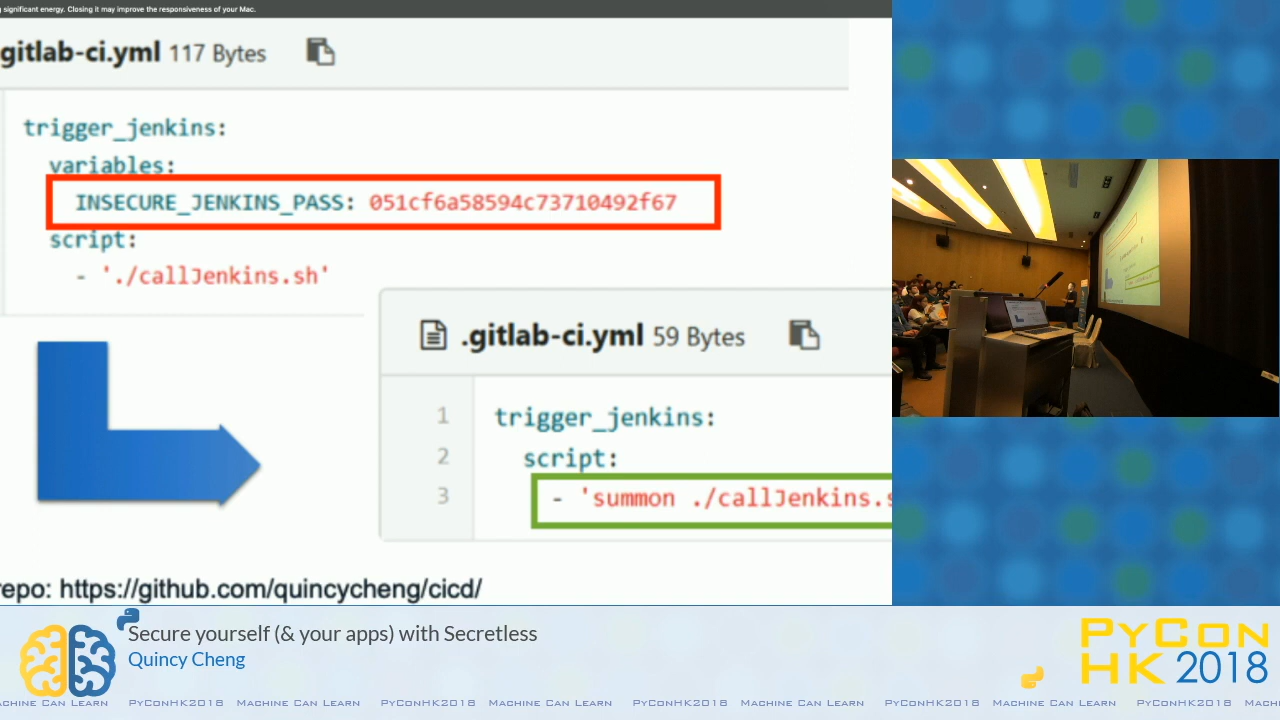 significant energy. Closing it may improve the responsiveness of your Mac.
gitlab-ci.yml 117 Bytes
trigger_jenkins:
variables:
INSECURE_JENKINS_PASS: 051cf6a58594c73710492f67
script:
- './callJenkins.sh'
.gitlab-ci.yml 59 Bytes
1 trigger_jenkins:
2 script:
3 - 'summon ./callJenkins.s
repo: https://github.com/quincycheng/cicd/
Secure yourself (& your apps) with Secretless
Quincy Cheng
PyCon
HK 2018
achine Can Learn PyConHK2018 Machine Can Learn PyConHK2018 Machine Can Learn PyConHK2018 Machine Can Learn PyConHK2018 Machine Can Learn PyConHK2018 Mach